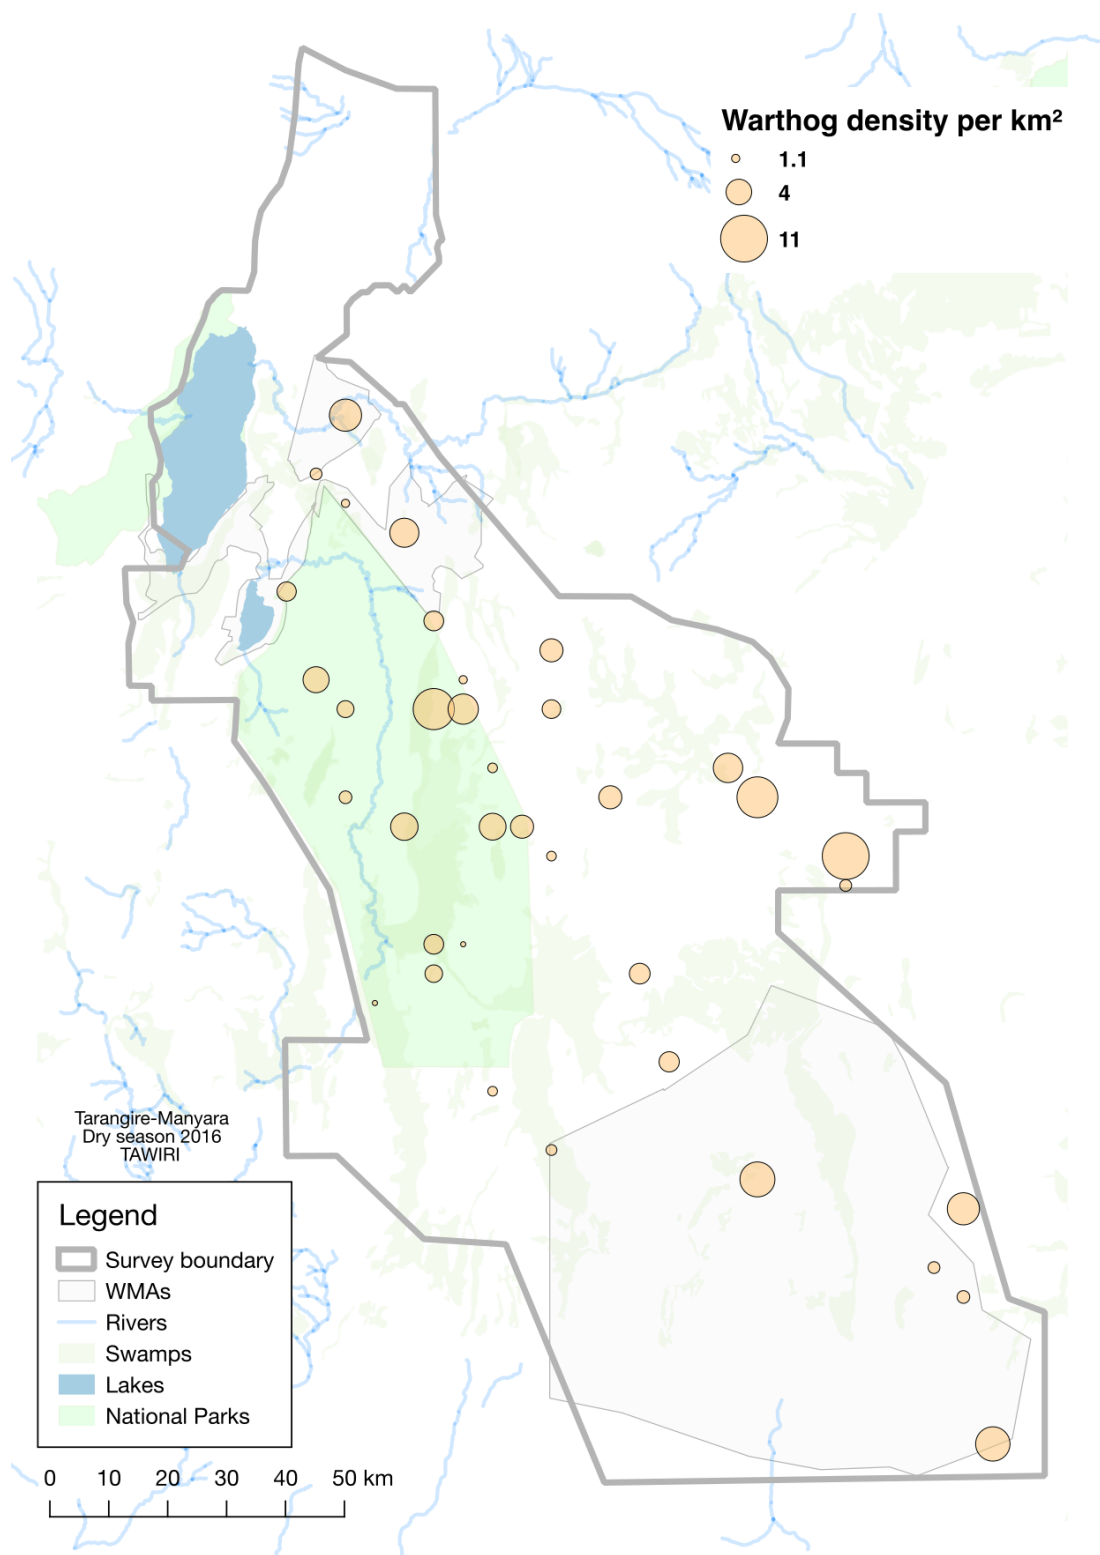 Warthog density per km²
1.1
4
11
Tarangire-Manyara
Dry season 2016
TAWIRI
Legend
Survey boundary
WMAs
Rivers
Swamps
Lakes
National Parks
0 10 20 30 40 50 km